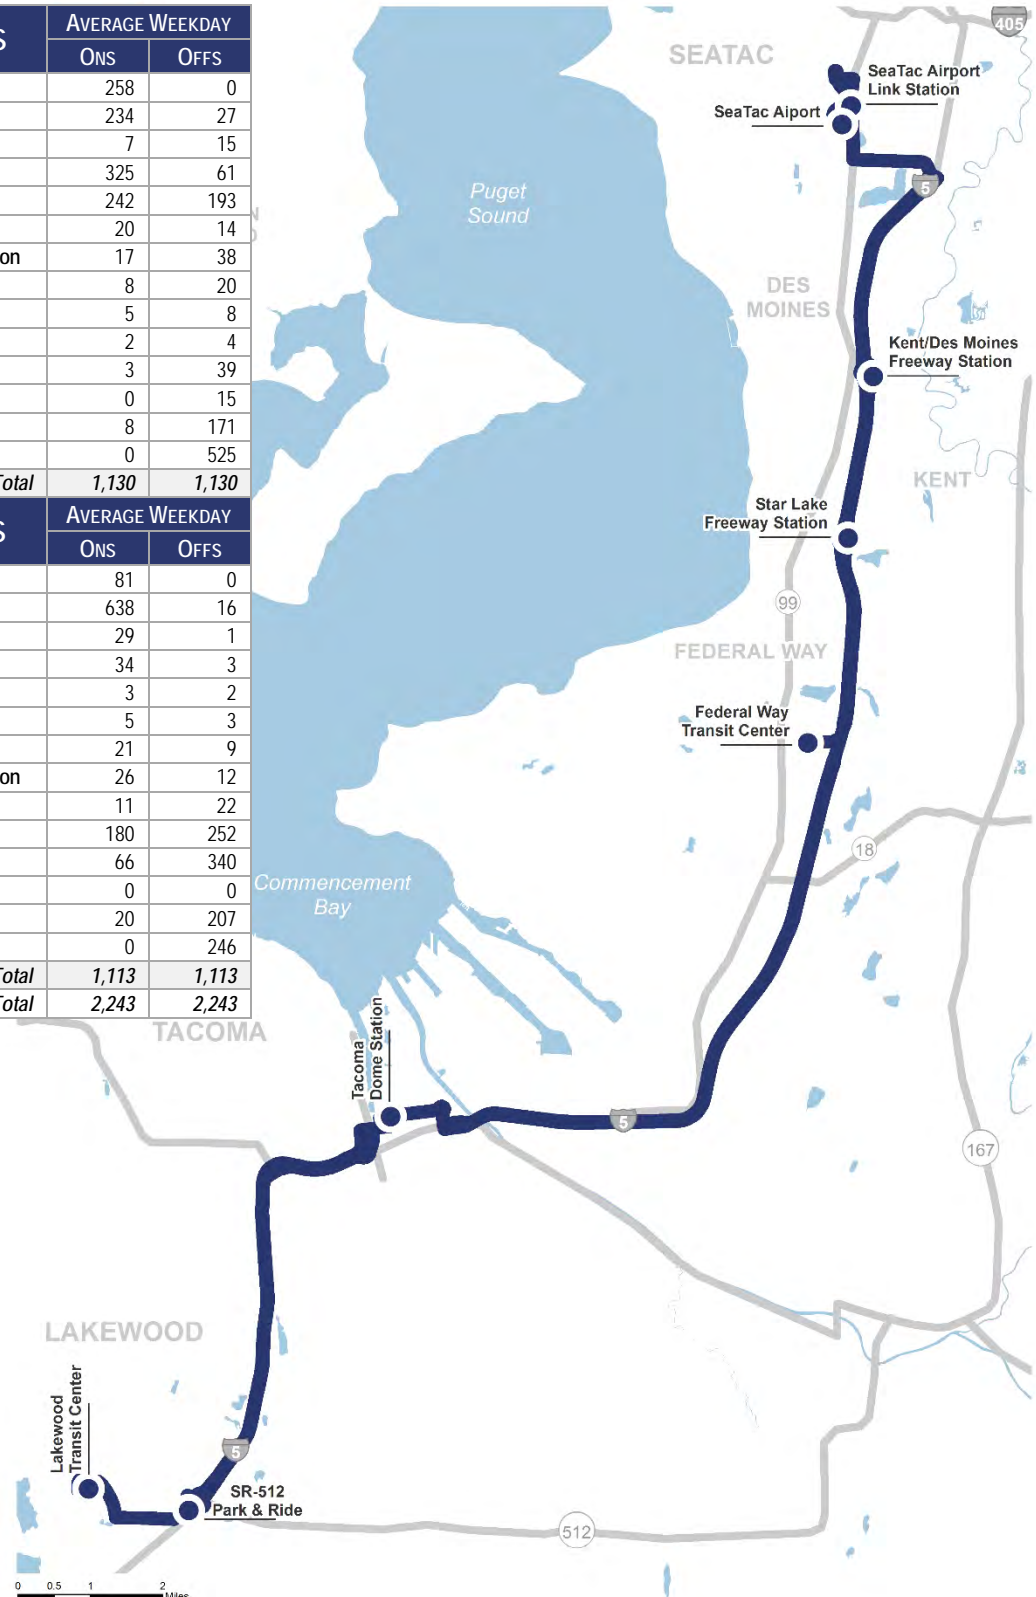 S AVERAGE WEEKDAY
ONS OFFS
258 0
234 27
7 15
325 61
242 193
20 14
on 17 38
8 20
5 8
2 4
3 39
0 15
8 171
0 525
Total 1,130 1,130
S AVERAGE WEEKDAY
ONS OFFS
81 0
638 16
29 1
34 3
3 2
5 3
21 9
on 26 12
11 22
180 252
66 340
0 0
20 207
0 246
Total 1,113 1,113
Total 2,243 2,243
405
SEATAC
SeaTac Airport
Link Station
SeaTac Aiport
5
Puget
Sound
N
DES
MOINES
Kent/Des Moines
Freeway Station
KENT
Star Lake
Freeway Station
99
FEDERAL WAY
Federal Way
Transit Center
18
Commencement
Bay
TACOMA
Tacoma
Dome Station
5
167
LAKEWOOD
Lakewood
Transit Center
5
SR-512
Park & Ride
512
0 0.5 1 2
Miles